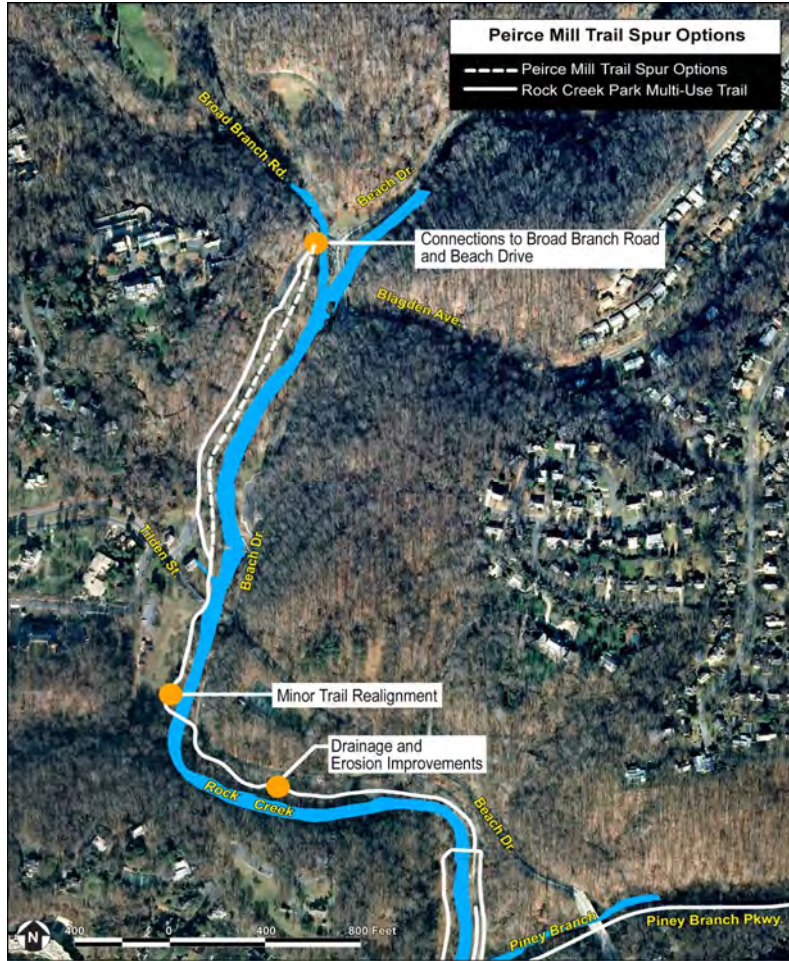 Peirce Mill Trail Spur Options
Peirce Mill Trail Spur Options
Rock Creek Park Multi-Use Trail
Broad Branch Rd.
Beach Dr.
Connections to Broad Branch Road
and Beach Drive
Blagden Ave.
Tilden St
Beach Dr.
Minor Trail Realignment
Drainage and
Erosion Improvements
Rock Creek
Beach Dr.
Piney Branch
Piney Branch Pkwy.
N
400 0 400 800 Feet